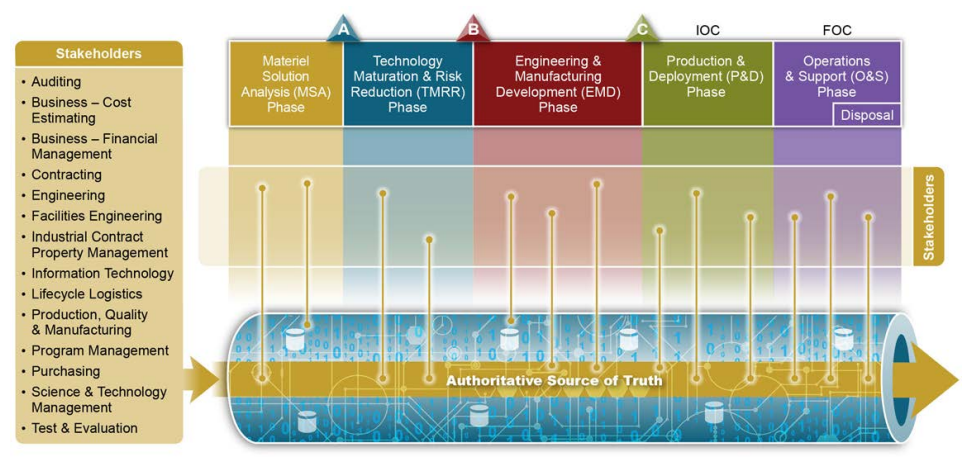 Stakeholders
• Auditing
• Business – Cost
Estimating
• Business – Financial
Management
• Contracting
• Engineering
• Facilities Engineering
• Industrial Contract
Property Management
• Information Technology
• Lifecycle Logistics
• Production, Quality
& Manufacturing
• Program Management
• Purchasing
• Science & Technology
Management
• Test & Evaluation
A
B
C
IOC
FOC
Materiel
Solution
Analysis (MSA)
Phase
Technology
Maturation & Risk
Reduction (TMRR)
Phase
Engineering &
Manufacturing
Development (EMD)
Phase
Production &
Deployment (P&D)
Phase
Operations
& Support (O&S)
Phase
Disposal
Stakeholders
Authoritative Source of Truth